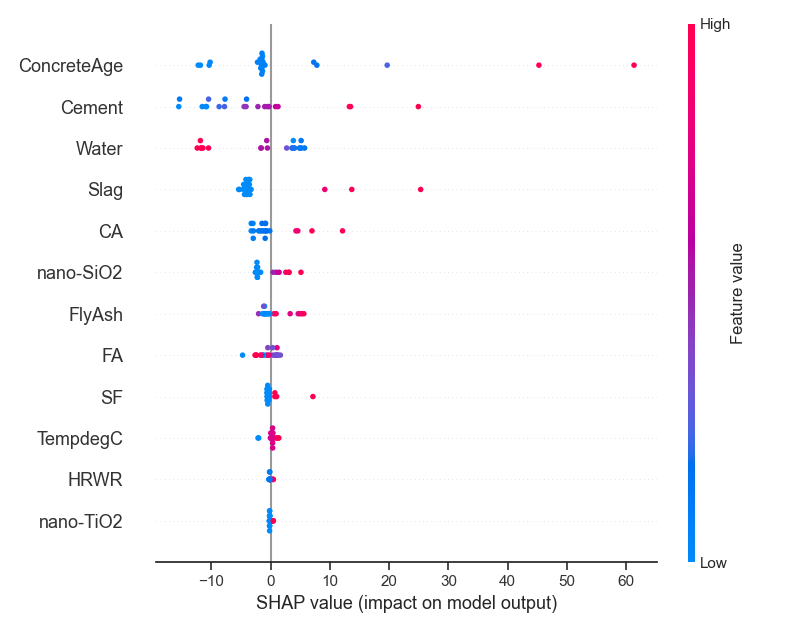 High
ConcreteAge
Cement
Water
Slag
CA
nano-SiO2
FlyAsh
FA
SF
TempdegC
HRWR
nano-TiO2
Feature value
Low
−10 0 10 20 30 40 50 60
SHAP value (impact on model output)